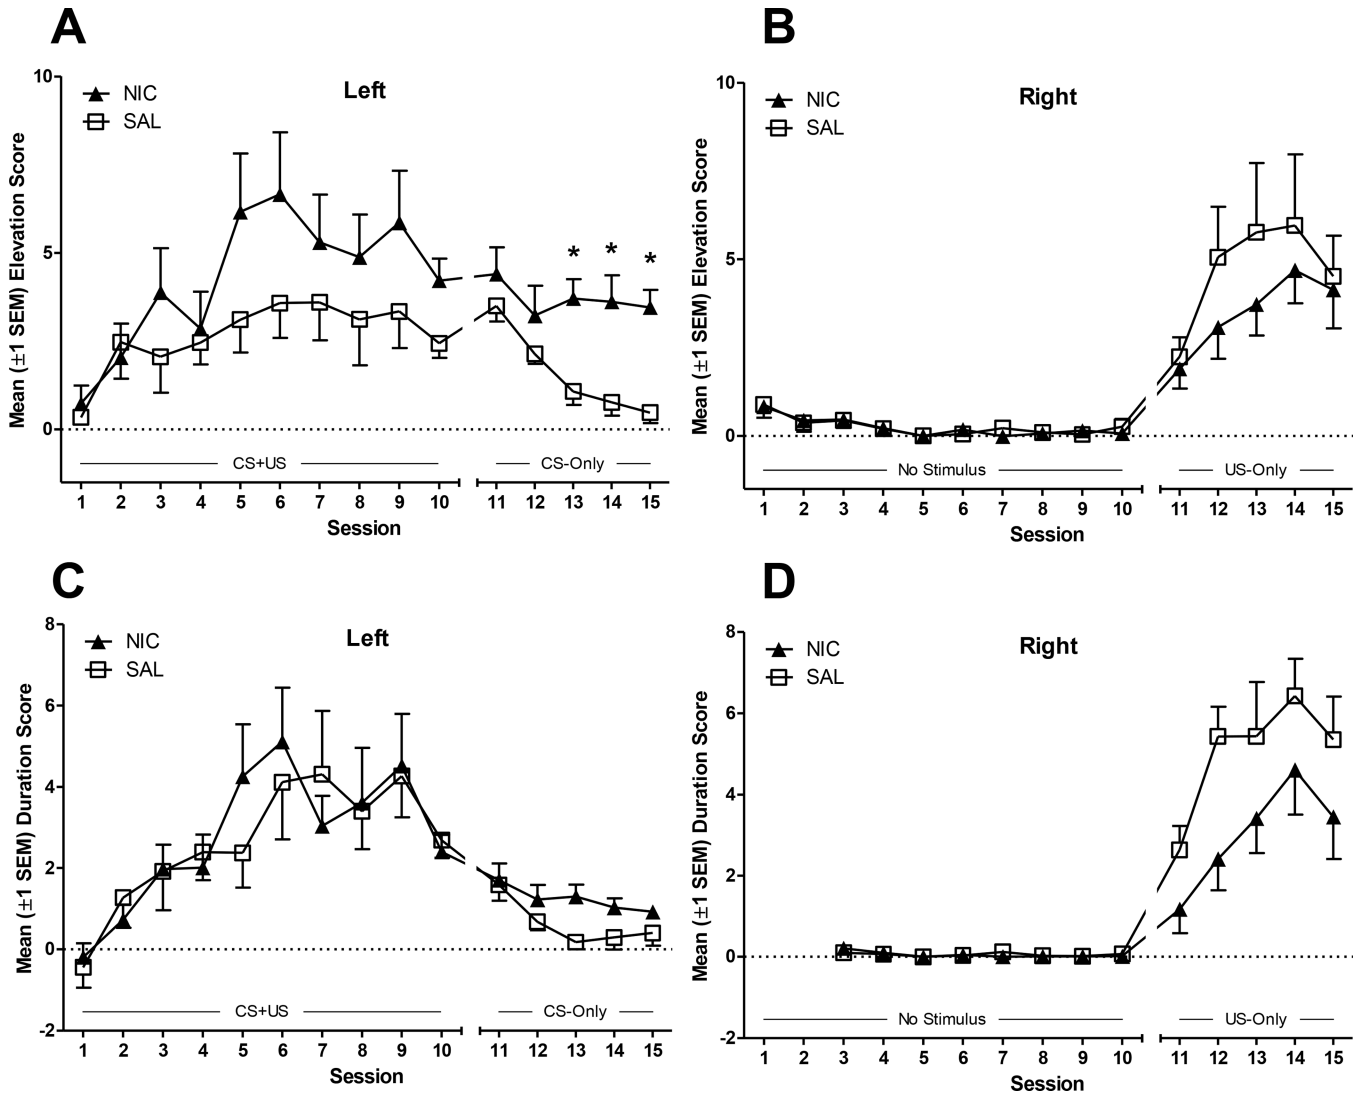 A
Left
NIC
SAL
Mean (±1 SEM) Elevation Score
10
5
0
* * *
CS+US CS-Only
1 2 3 4 5 6 7 8 9 10 11 12 13 14 15
Session
B
Right
NIC
SAL
Mean (±1 SEM) Elevation Score
10
5
0
No Stimulus US-Only
1 2 3 4 5 6 7 8 9 10 11 12 13 14 15
Session
C
Left
NIC
SAL
Mean (±1 SEM) Duration Score
8
6
4
2
0
-2
CS+US CS-Only
1 2 3 4 5 6 7 8 9 10 11 12 13 14 15
Session
D
Right
NIC
SAL
Mean (±1 SEM) Duration Score
8
6
4
2
0
-2
No Stimulus US-Only
1 2 3 4 5 6 7 8 9 10 11 12 13 14 15
Session